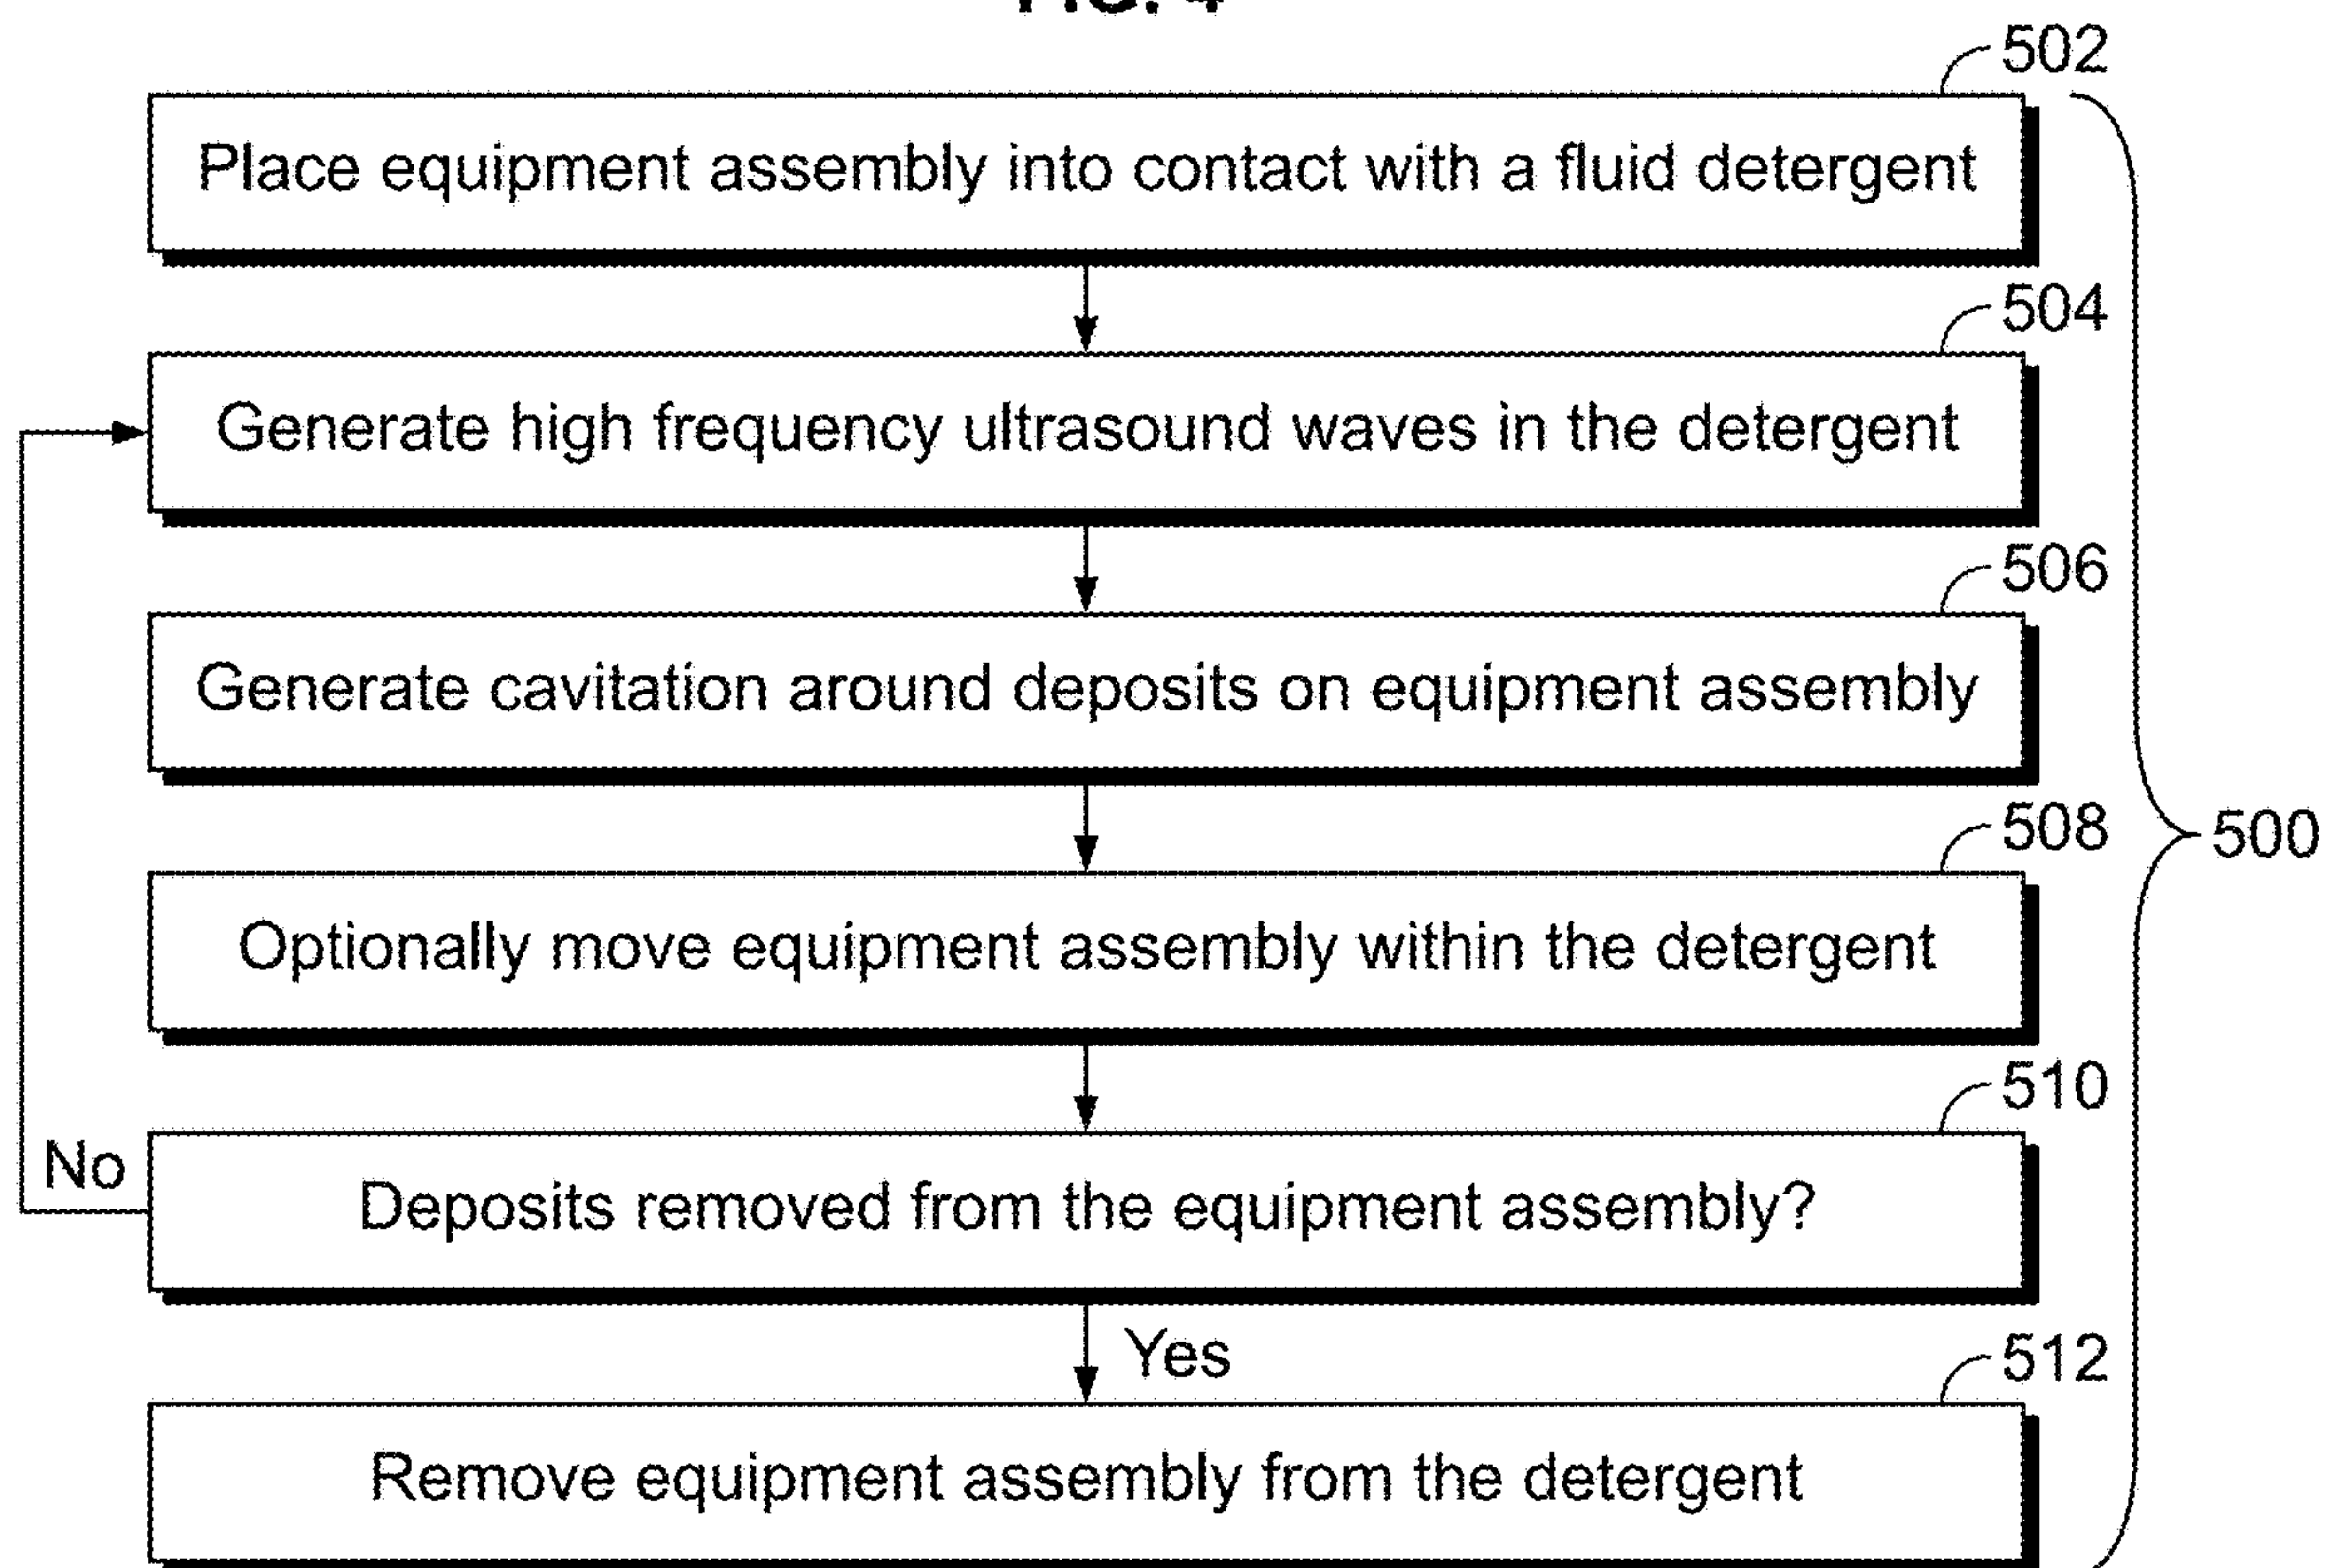 502
Place equipment assembly into contact with a fluid detergent
504
Generate high frequency ultrasound waves in the detergent
506
Generate cavitation around deposits on equipment assembly
508
500
Optionally move equipment assembly within the detergent
510
No
Deposits removed from the equipment assembly?
Yes
512
Remove equipment assembly from the detergent